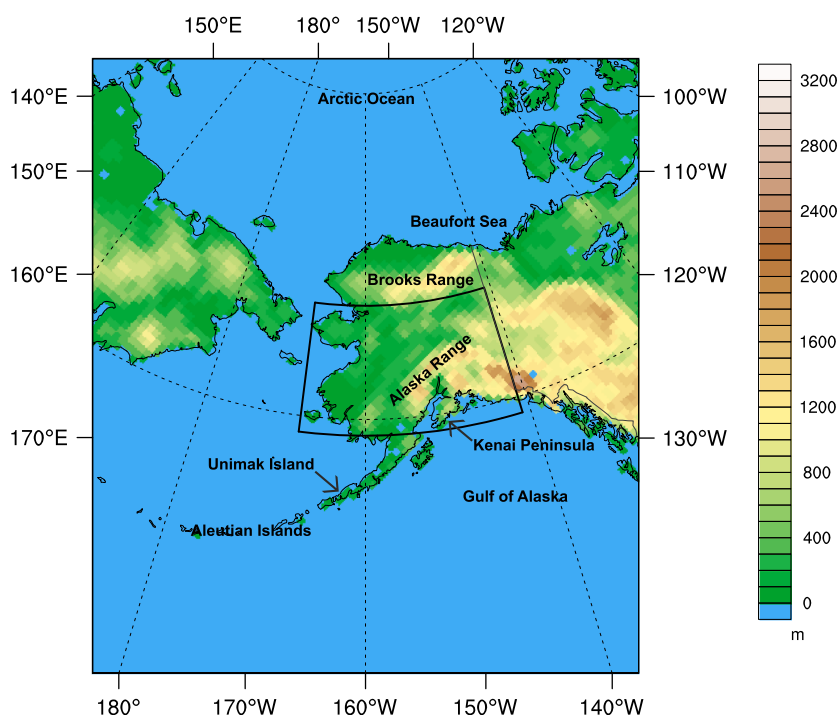 150°E 180° 150°W 120°W
140°E
150°E
160°E
170°E
100°W
110°W
120°W
130°W
Arctic Ocean
Beaufort Sea
Brooks Range
Alaska Range
Kenai Peninsula
Unimak Island
Gulf of Alaska
Aleutian Islands
180° 170°W 160°W 150°W 140°W
3200
2800
2400
2000
1600
1200
800
400
0
m